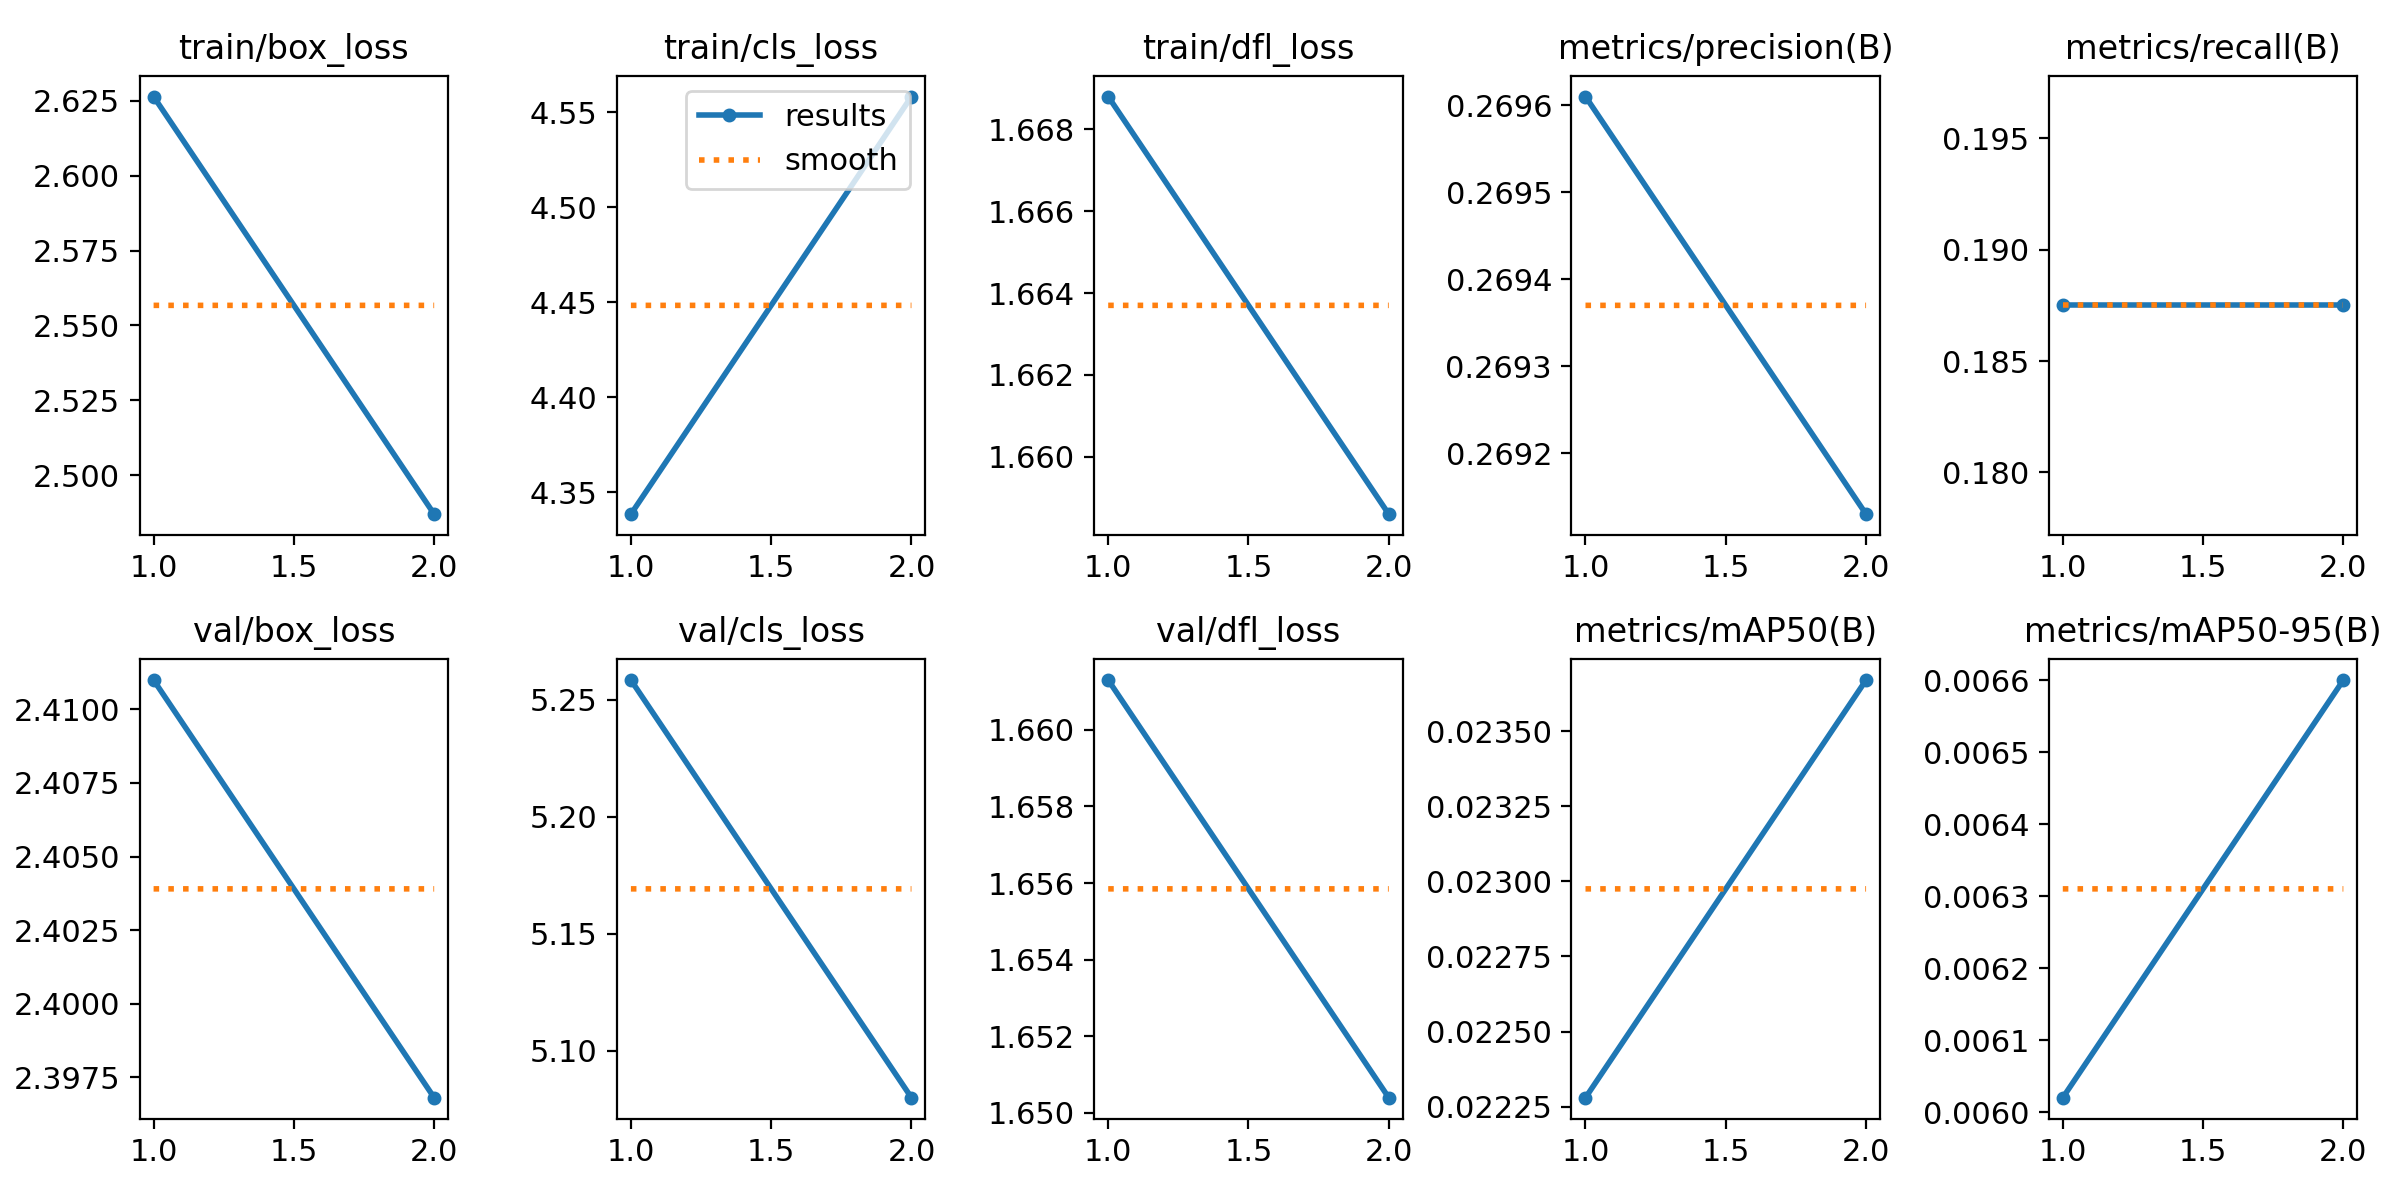 train/box_loss
2.625
2.600
2.575
2.550
2.525
2.500
1.0 1.5 2.0
train/cls_loss
results
smooth
4.55
4.50
4.45
4.40
4.35
1.0 1.5 2.0
train/dfl_loss
1.668
1.666
1.664
1.662
1.660
1.0 1.5 2.0
metrics/precision(B)
0.2696
0.2695
0.2694
0.2693
0.2692
1.0 1.5 2.0
metrics/recall(B)
0.195
0.190
0.185
0.180
1.0 1.5 2.0
val/box_loss
2.4100
2.4075
2.4050
2.4025
2.4000
2.3975
1.0 1.5 2.0
val/cls_loss
5.25
5.20
5.15
5.10
1.0 1.5 2.0
val/dfl_loss
1.660
1.658
1.656
1.654
1.652
1.650
1.0 1.5 2.0
metrics/mAP50(B)
0.02350
0.02325
0.02300
0.02275
0.02250
0.02225
1.0 1.5 2.0
metrics/mAP50-95(B)
0.0066
0.0065
0.0064
0.0063
0.0062
0.0061
0.0060
1.0 1.5 2.0